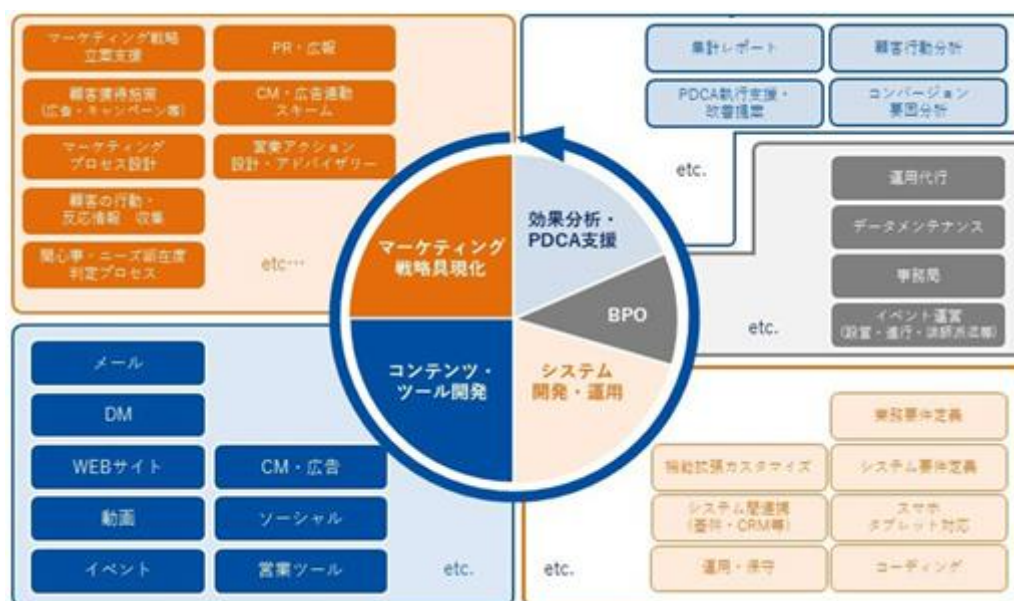 マーケティング戦略
立案支援
PR・広報
顧客獲得施策
(広告・キャンペーン等)
CM・広告連動
スキーム
マーケティング
プロセス設計
営業アクション
設計・アドバイザリー
顧客の行動・
反応情報 収集
関心事・ニーズ顕在度
判定プロセス
etc…
集計レポート
顧客行動分析
PDCA執行支援・
改善提案
コンバージョン
要因分析
etc.
運用代行
データメンテナンス
事務局
イベント運営
(設営・進行・講師派遣等)
etc.
マーケティング
戦略具現化
効果分析・
PDCA支援
BPO
コンテンツ・
ツール開発
システム
開発・運用
メール
DM
WEBサイト
CM・広告
動画
ソーシャル
イベント
営業ツール
etc.
業務要件定義
機能拡張カスタマイズ
システム要件定義
システム間連携
(基幹・CRM等)
スマホ
タブレット対応
運用・保守
コーディング
etc.